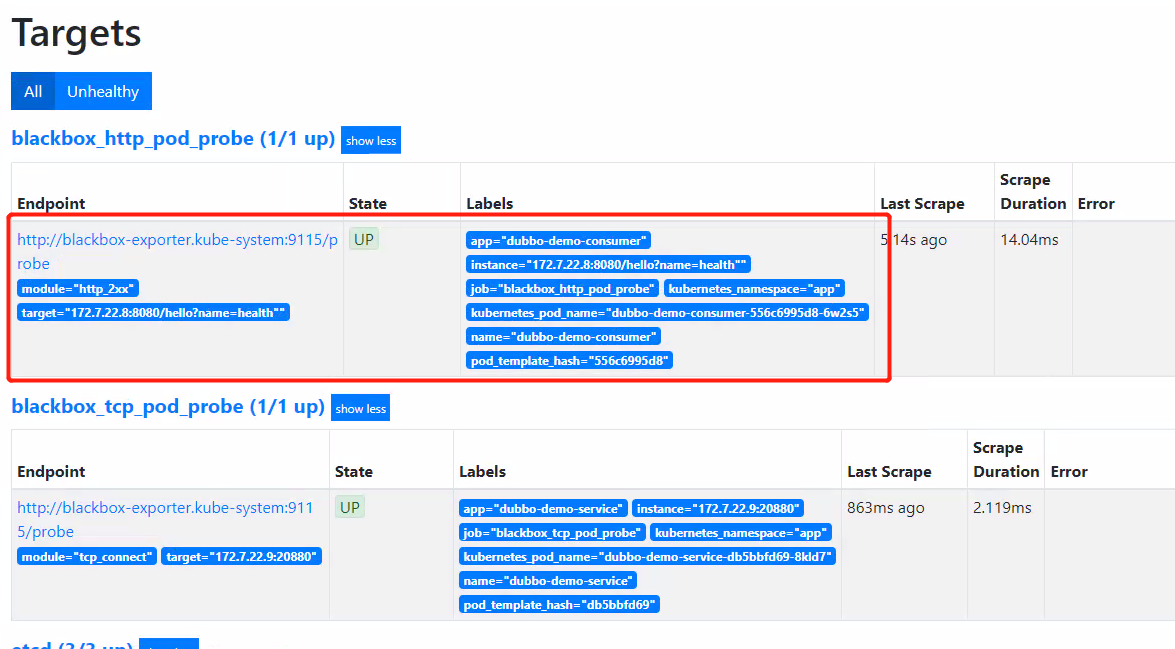 Targets
All Unhealthy
blackbox_http_pod_probe (1/1 up) show less
Endpoint State Labels Last Scrape Scrape Duration Error
http://blackbox-exporter.kube-system:9115/p
robe
module="http_2xx"
target="172.7.22.8:8080/hello?name=health""
UP
app="dubbo-demo-consumer"
instance="172.7.22.8:8080/hello?name=health""
job="blackbox_http_pod_probe" kubernetes_namespace="app"
kubernetes_pod_name="dubbo-demo-consumer-556c6995d8-6w2s5"
name="dubbo-demo-consumer"
pod_template_hash="556c6995d8"
5.14s ago
14.04ms
blackbox_tcp_pod_probe (1/1 up) show less
Endpoint State Labels Last Scrape Scrape Duration Error
http://blackbox-exporter.kube-system:911
5/probe
module="tcp_connect" target="172.7.22.9:20880"
UP
app="dubbo-demo-service" instance="172.7.22.9:20880"
job="blackbox_tcp_pod_probe" kubernetes_namespace="app"
kubernetes_pod_name="dubbo-demo-service-db5bbfd69-8kld7"
name="dubbo-demo-service"
pod_template_hash="db5bbfd69"
863ms ago
2.119ms